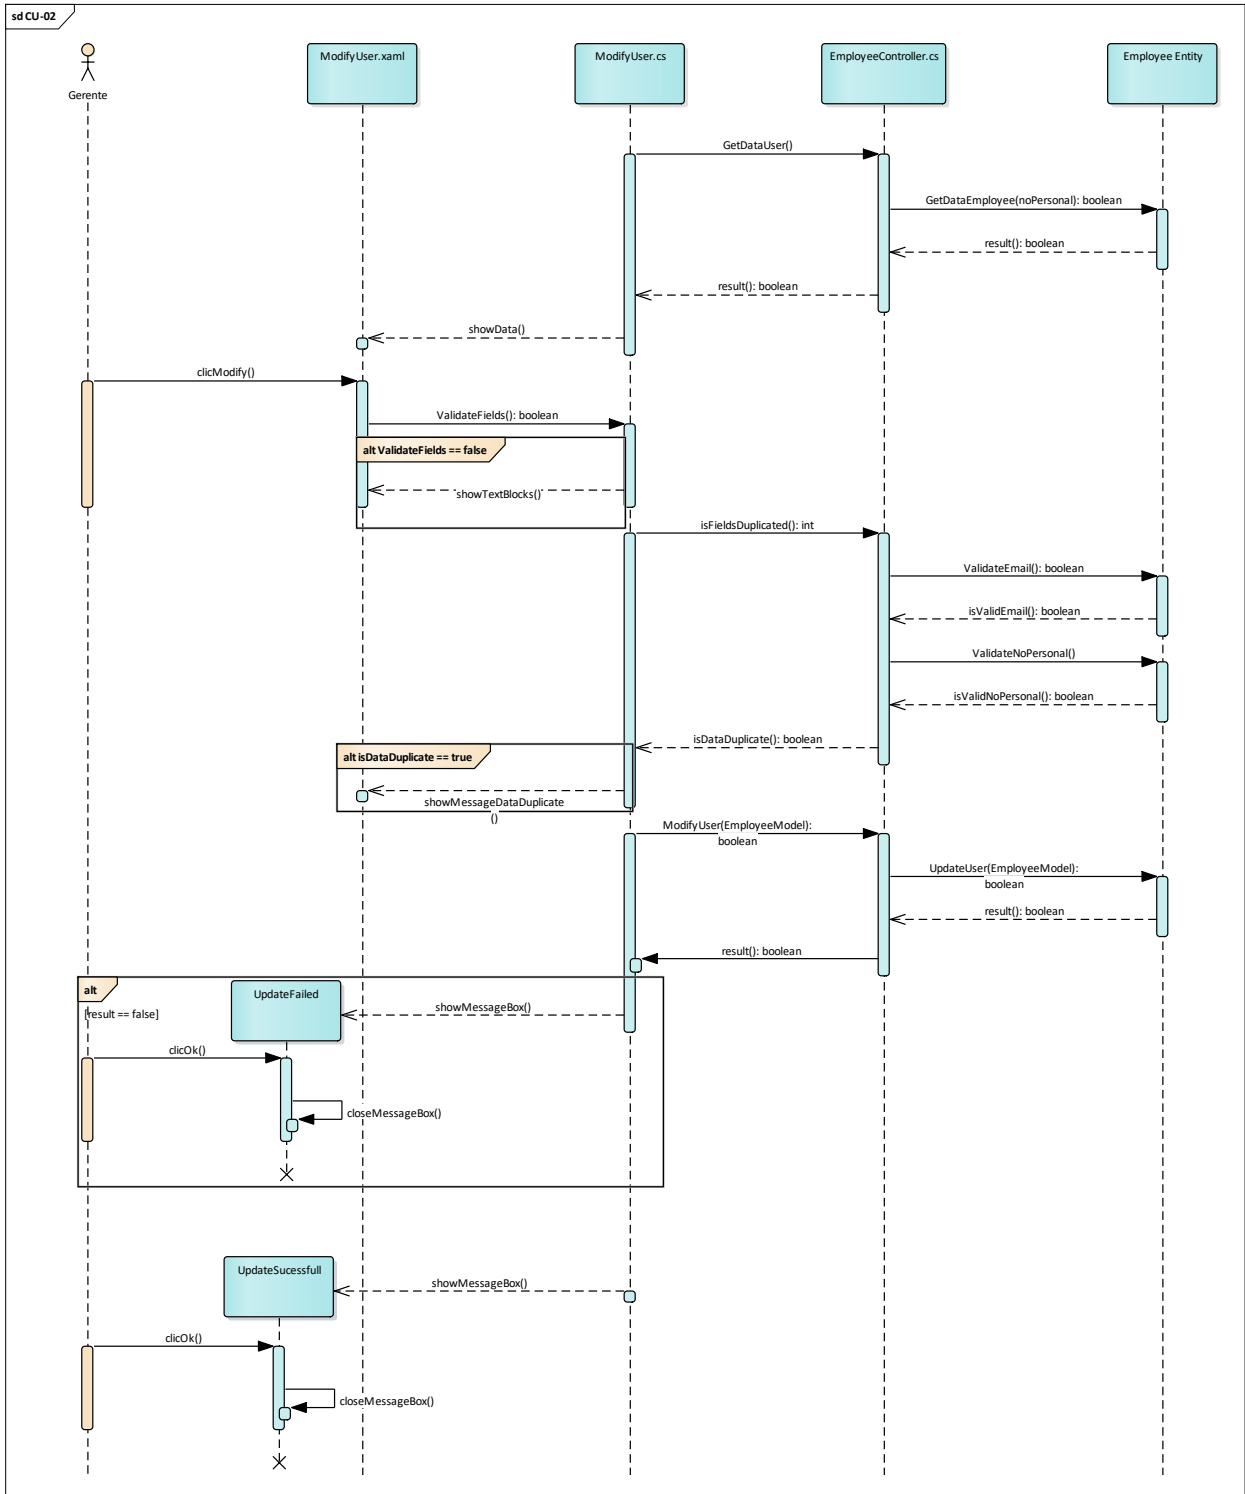 sd CU-02
ModifyUser.xaml
ModifyUser.cs
EmployeeController.cs
Employee Entity
Gerente
GetDataUser()
GetDataEmployee(noPersonal): boolean
result(): boolean
result(): boolean
showData()
clicModify()
ValidateFields(): boolean
alt ValidateFields == false
showTextBlocks()
isFieldsDuplicated(): int
ValidateEmail(): boolean
isValidEmail(): boolean
ValidateNoPersonal()
isValidNoPersonal(): boolean
isDataDuplicate(): boolean
alt isDataDuplicate == true
showMessageDataDuplicate
()
ModifyUser(EmployeeModel):
boolean
UpdateUser(EmployeeModel):
boolean
result(): boolean
result(): boolean
alt
[result == false]
UpdateFailed
showMessageBox()
clicOk()
closeMessageBox()
UpdateSucessfull
showMessageBox()
clicOk()
closeMessageBox()